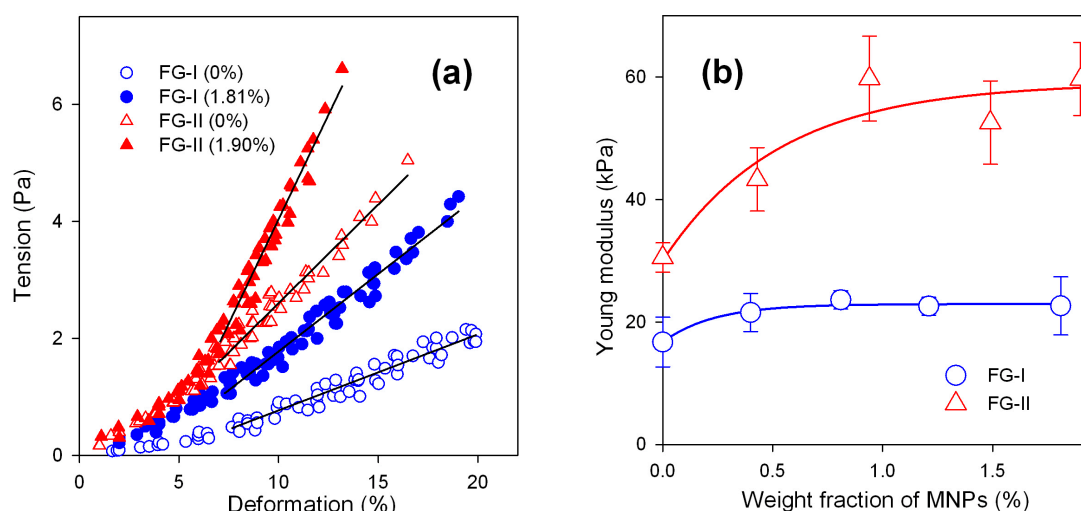 (a)
FG-I (0%)
FG-I (1.81%)
FG-II (0%)
FG-II (1.90%)
Tension (Pa)
6
4
2
0
0
5
10
15
20
Deformation (%)
(b)
Young modulus (kPa)
60
40
20
0
FG-I
FG-II
0.0
0.5
1.0
1.5
Weight fraction of MNPs (%)